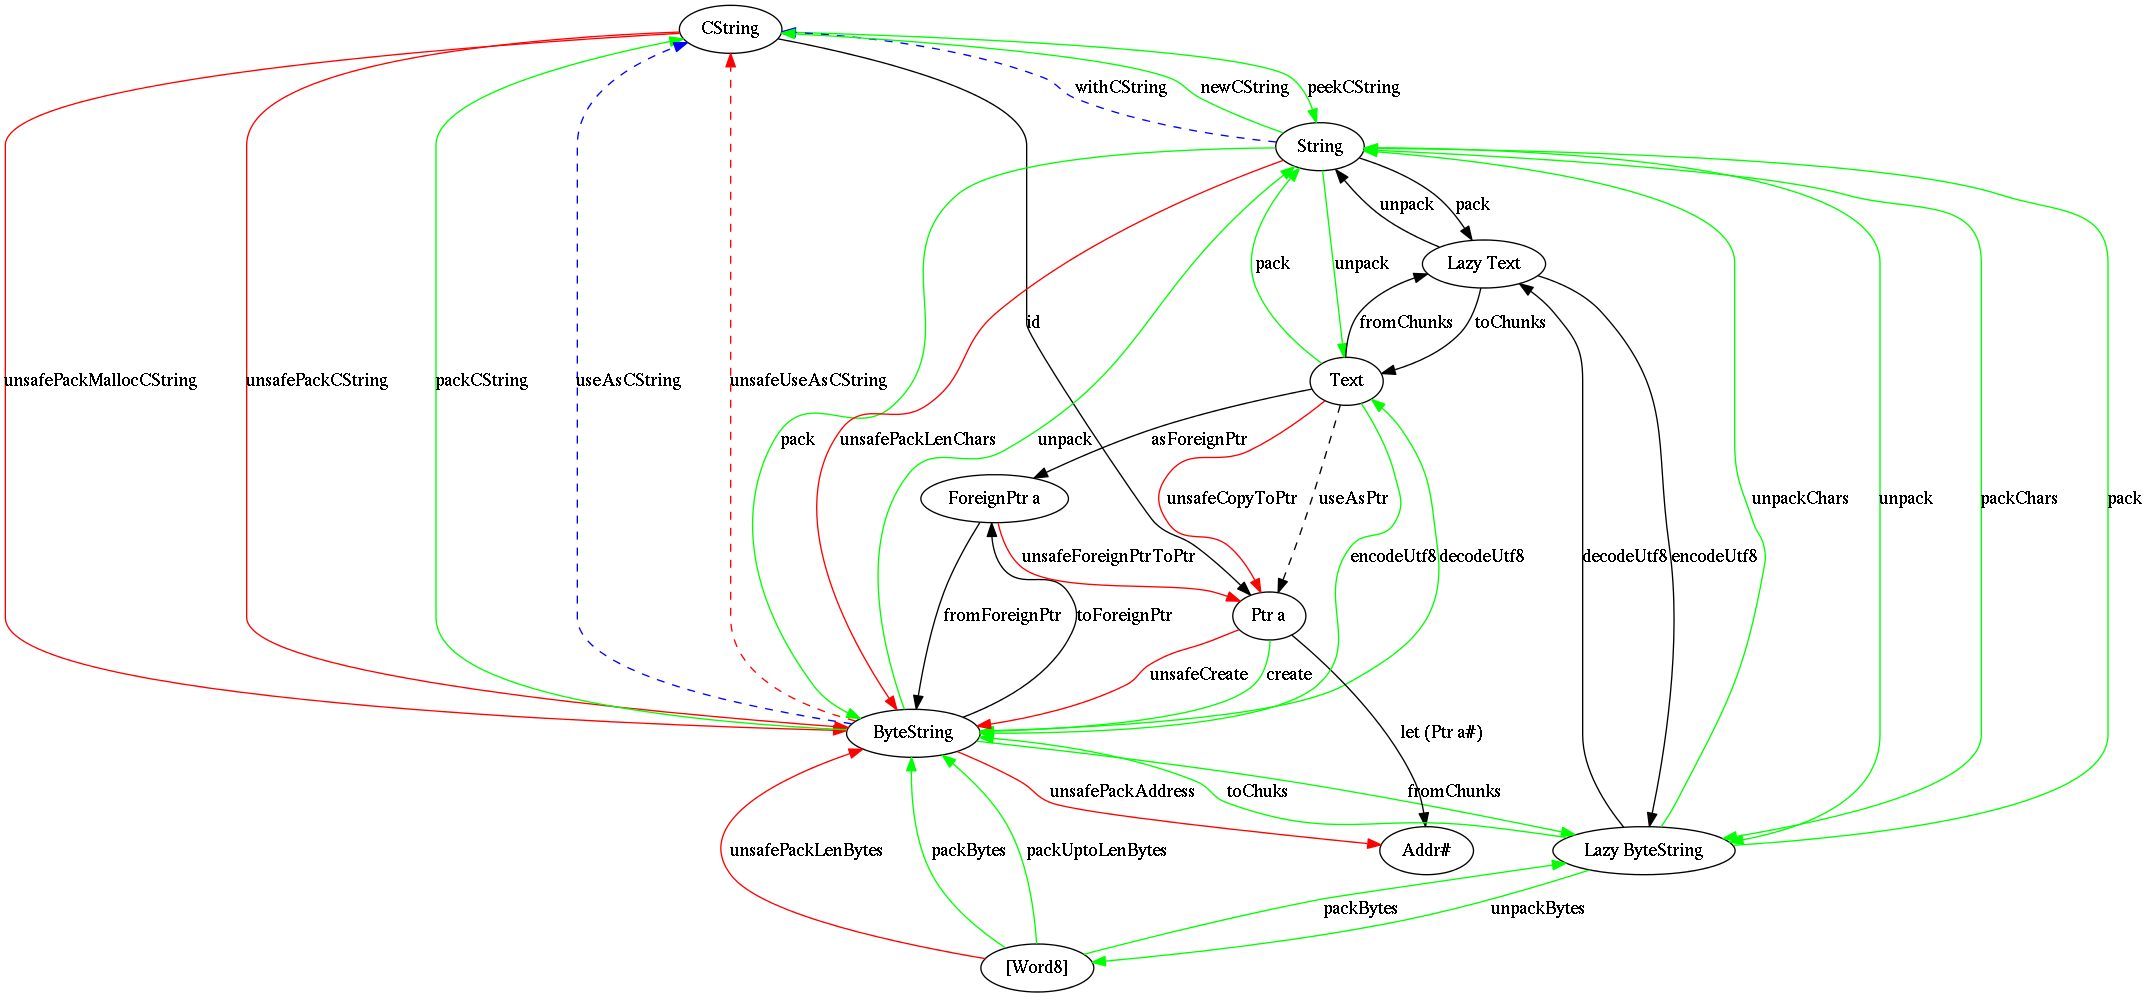 CString
withCString
newCString
peekCString
String
unpack
pack
Lazy Text
pack
unpack
id
fromChunks
toChunks
unsafePackMallocCString
unsafePackCString
packCString
useAsCString
unsafeUseAsCString
Text
pack
unsafePackLenChars
unpack
asForeignPtr
ForeignPtr a
unsafeCopyToPtr
useAsPtr
unpackChars
unpack
packChars
pack
unsafeForeignPtrToPtr
encodeUtf8
decodeUtf8
decodeUtf8
encodeUtf8
fromForeignPtr
toForeignPtr
Ptr a
unsafeCreate
create
ByteString
let (Ptr a#)
unsafePackAddress
toChuks
fromChunks
unsafePackLenBytes
packBytes
packUptoLenBytes
Addr#
Lazy ByteString
packBytes
unpackBytes
[Word8]